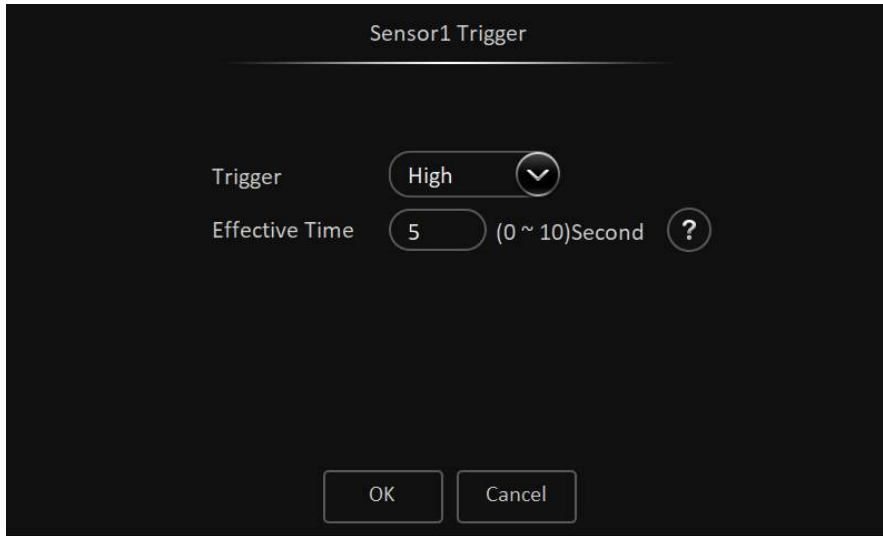 Sensor1 Trigger
Trigger High
Effective Time 5 (0 ~ 10)Second ?
OK Cancel